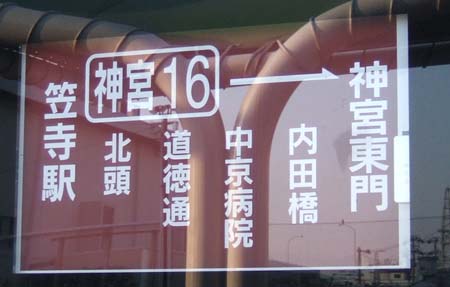 神宮16
笠寺駅
北頭
道徳通
中京病院
内田橋
神宮東門